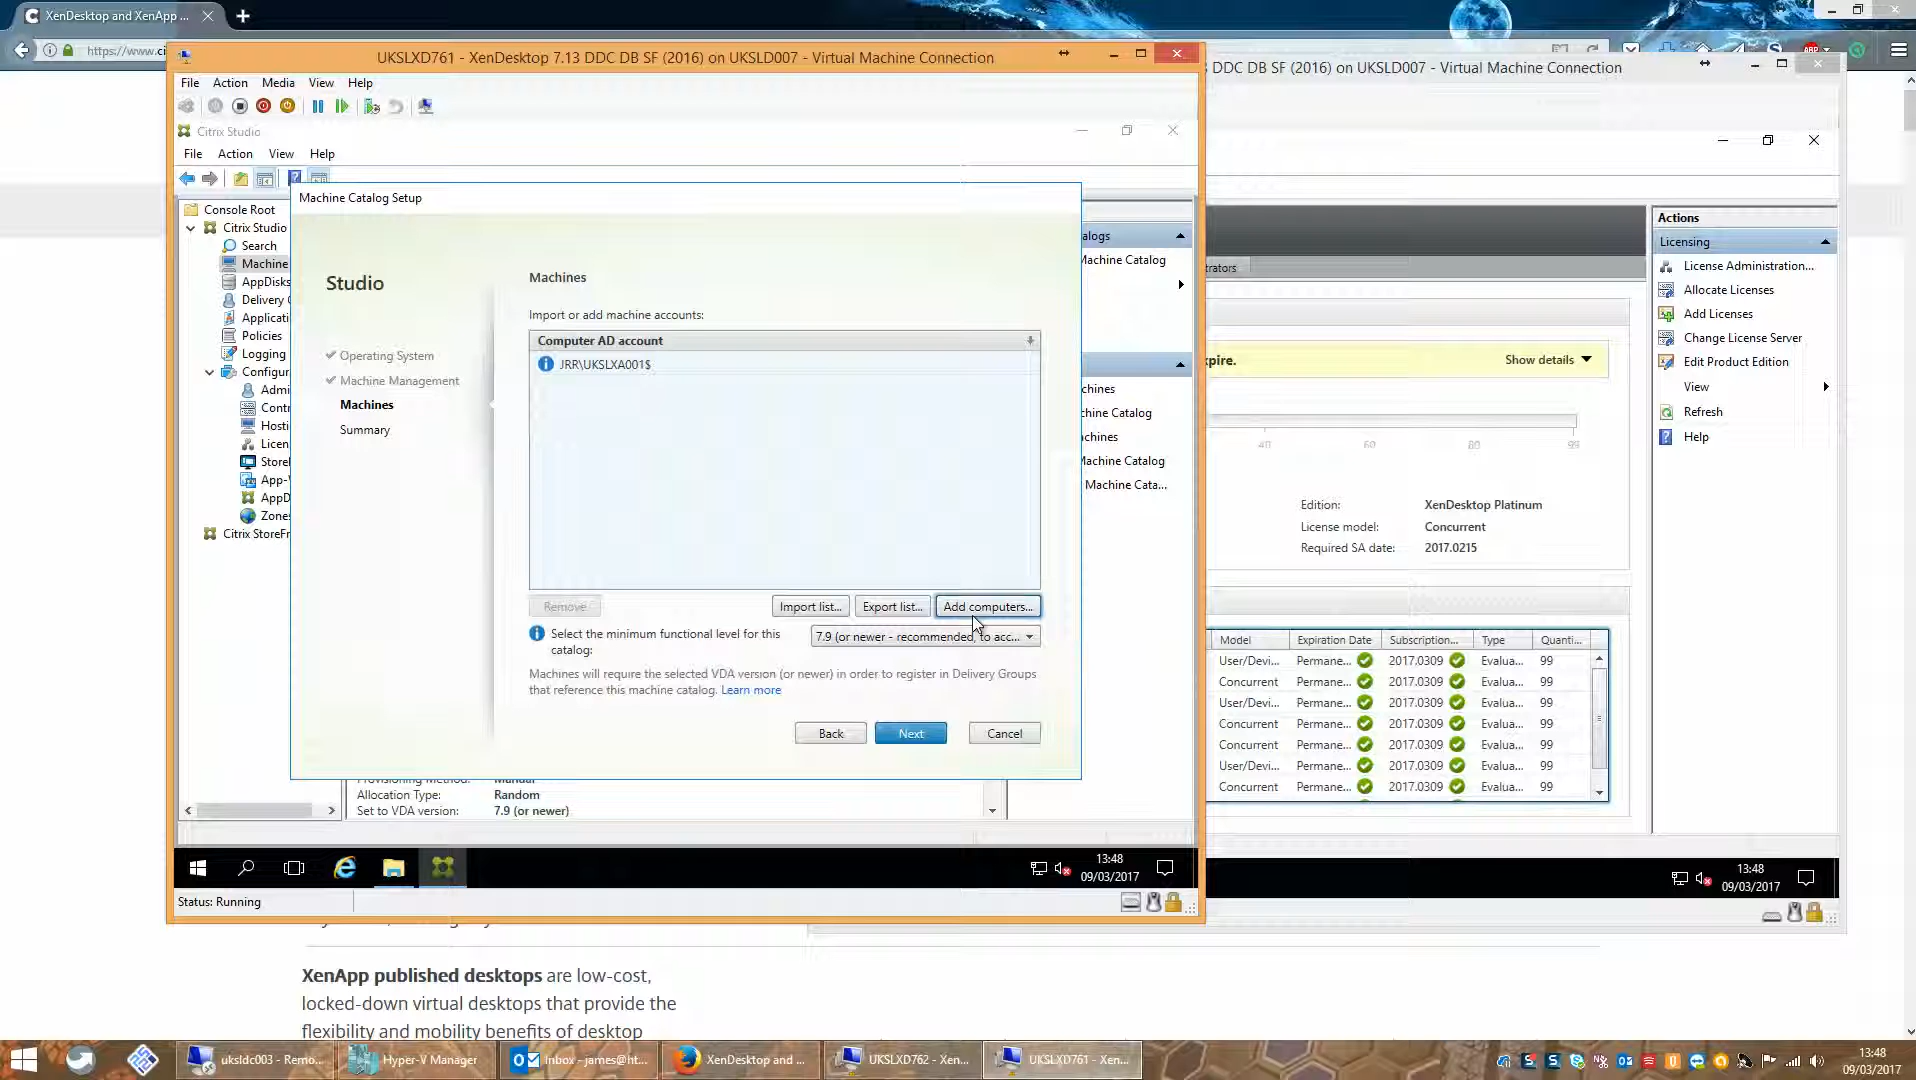 XenDesktop and XenApp ...
https://www.ci
UKSLXD761 - XenDesktop 7.13 DDC DB SF (2016) on UKSLD007 - Virtual Machine Connection
DDC DB SF (2016) on UKSLD007 - Virtual Machine Connection
File Action Media View Help
Citrix Studio
File Action View Help
Machine Catalog Setup
Console Root
Citrix Studio
Search
Machine
AppDisks
Delivery
Applicati
Policies
Logging
Configur
Admi
Cont
Hosti
Licen
StoreF
App-
AppD
Zones
Citrix StoreFr
Studio
Operating System
Machine Management
Machines
Summary
Machines
Import or add machine accounts:
Computer AD account
JRR\UKSLXA001$
Remove Import list... Export list... Add computers...
Select the minimum functional level for this
catalog:
7.9 (or newer - recommended, to acc...
Machines will require the selected VDA version (or newer) in order to register in Delivery Groups
that reference this machine catalog. Learn more
Back Next Cancel
Provisioning Method: Manual
Allocation Type: Random
Set to VDA version: 7.9 (or newer)
alogs
Machine Catalog
chines
chine Catalog
achines
Machine Catalog
Machine Cata...
trators
xpire.
Show details
40 60 80 99
Edition: XenDesktop Platinum
License model: Concurrent
Required SA date: 2017.0215
Model Expiration Date Subscription... Type Quanti...
User/Devi... Permane... 2017.0309 Evalua... 99
Concurrent Permane... 2017.0309 Evalua... 99
User/Devi... Permane... 2017.0309 Evalua... 99
Concurrent Permane... 2017.0309 Evalua... 99
Concurrent Permane... 2017.0309 Evalua... 99
User/Devi... Permane... 2017.0309 Evalua... 99
Concurrent Permane... 2017.0309 Evalua... 99
Actions
Licensing
License Administration...
Allocate Licenses
Add Licenses
Change License Server
Edit Product Edition
View
Refresh
Help
13:48
09/03/2017
13:48
09/03/2017
Status: Running
XenApp published desktops are low-cost,
locked-down virtual desktops that provide the
flexibility and mobility benefits of desktop
uksldc003 - Remo...
Hyper-V Manager
Inbox - james@ht...
XenDesktop and ...
UKSLXD762 - Xen...
UKSLXD761 - Xen...
13:48
09/03/2017